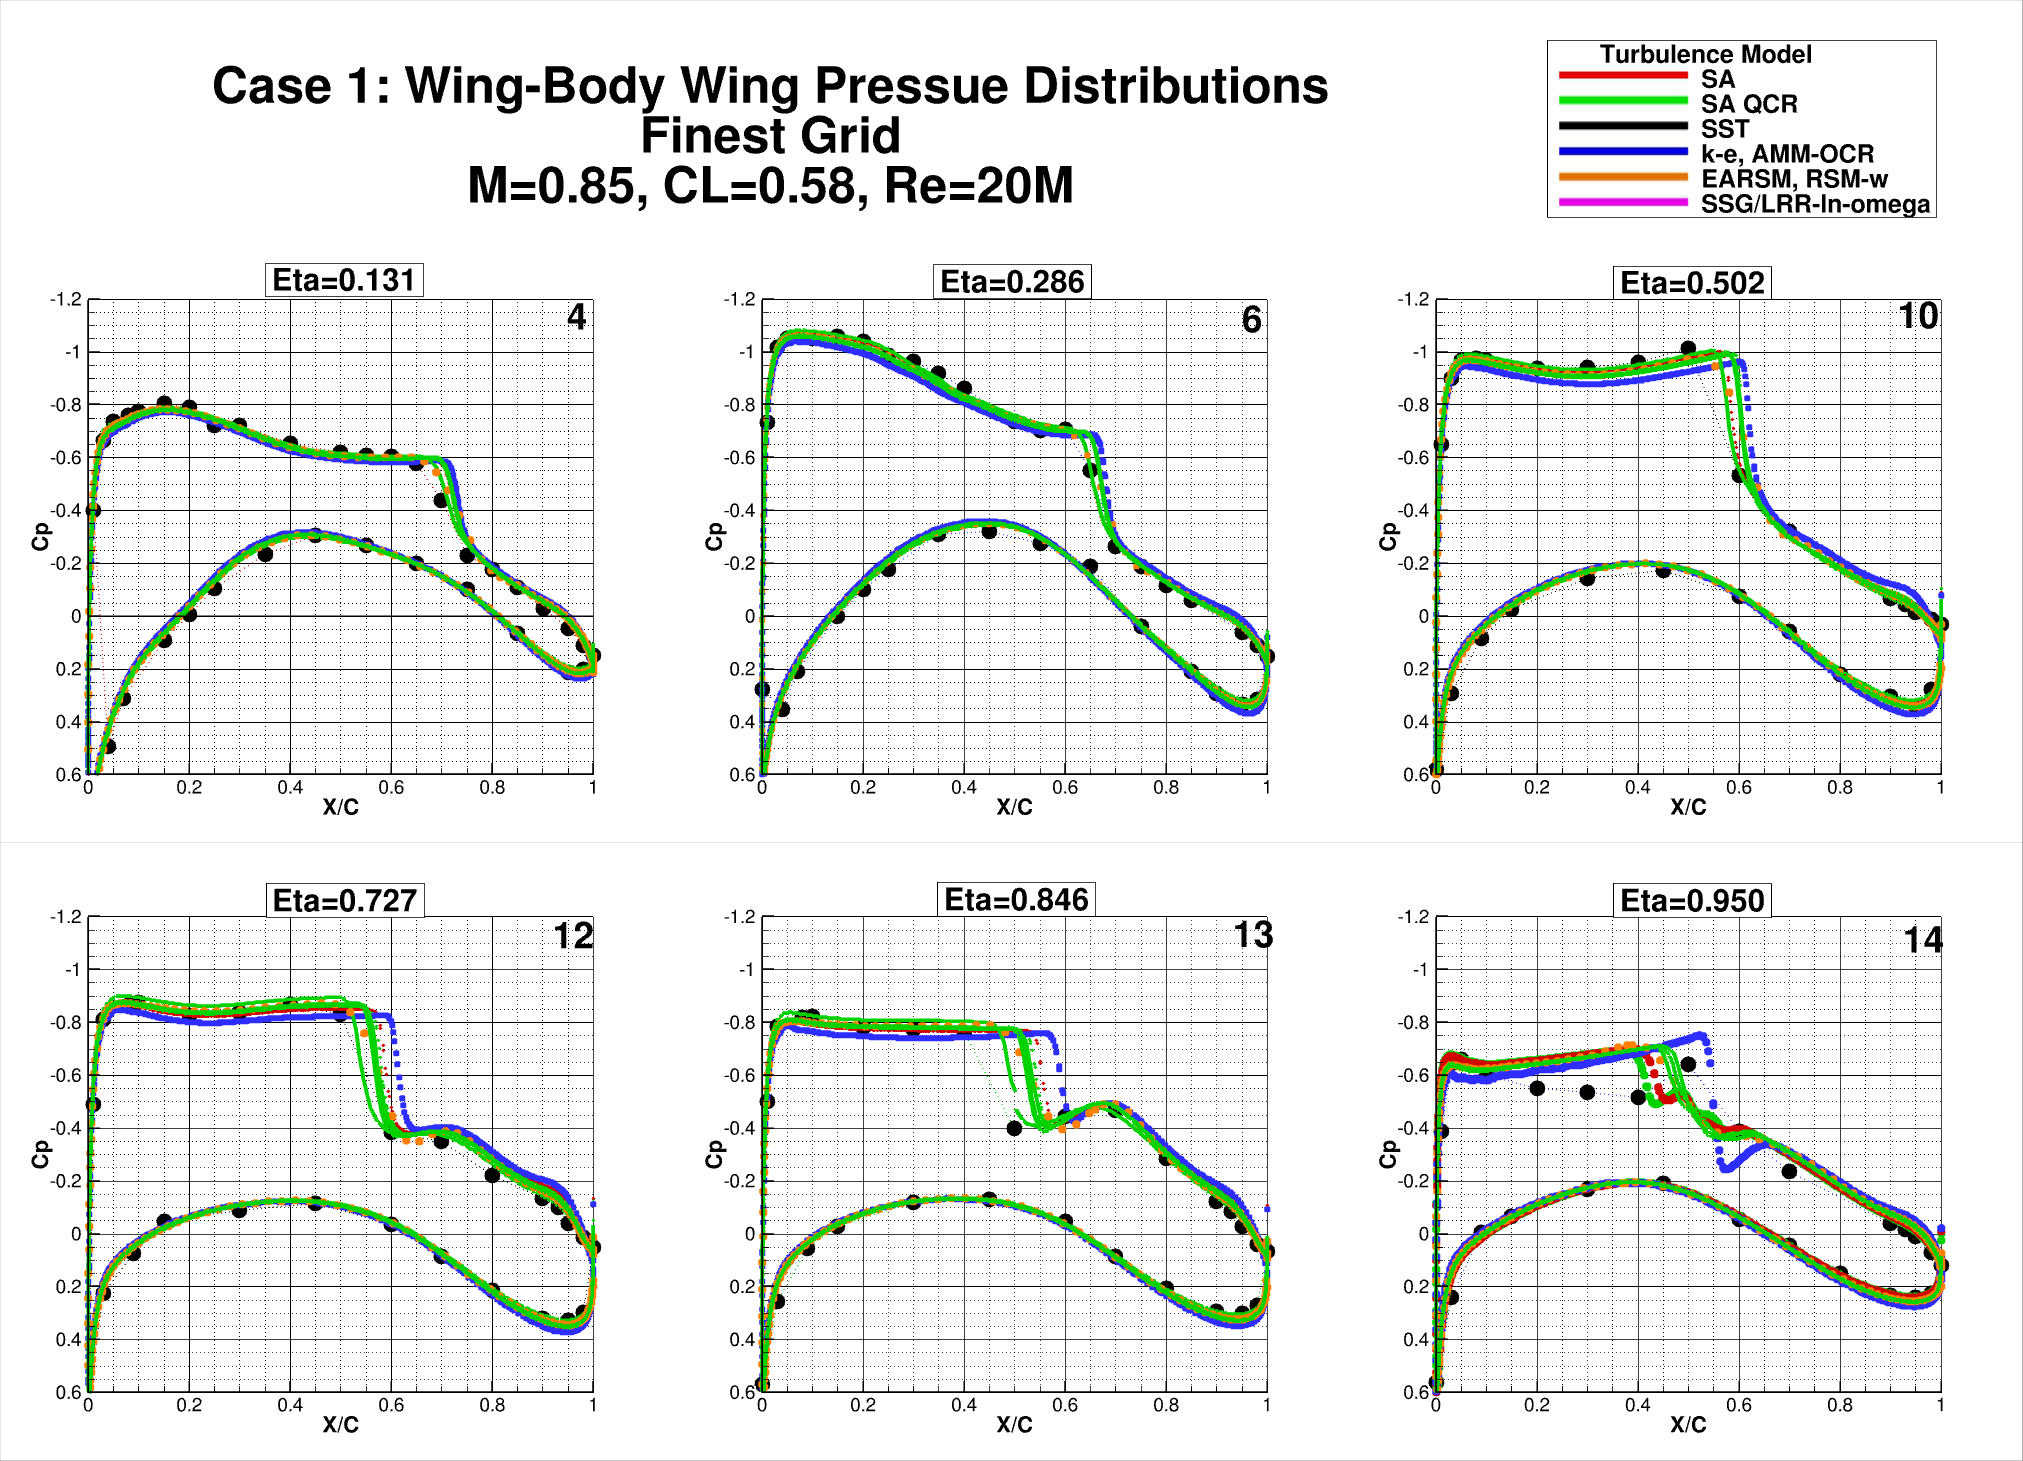 Case 1: Wing-Body Wing Pressue Distributions
Finest Grid
M=0.85, CL=0.58, Re=20M
Turbulence Model
SA
SA QCR
SST
k-e, AMM-QCR
EARSM, RSM-w
SSG/LRR-ln-omega
Eta=0.131
4
-1.2
-1
-0.8
-0.6
-0.4
-0.2
0
0.2
0.4
0.6
Cp
0 0.2 0.4 0.6 0.8 1
X/C
Eta=0.286
6
-1.2
-1
-0.8
-0.6
-0.4
-0.2
0
0.2
0.4
0.6
Cp
0 0.2 0.4 0.6 0.8 1
X/C
Eta=0.502
10
-1.2
-1
-0.8
-0.6
-0.4
-0.2
0
0.2
0.4
0.6
Cp
0 0.2 0.4 0.6 0.8 1
X/C
Eta=0.727
12
-1.2
-1
-0.8
-0.6
-0.4
-0.2
0
0.2
0.4
0.6
Cp
0 0.2 0.4 0.6 0.8 1
X/C
Eta=0.846
13
-1.2
-1
-0.8
-0.6
-0.4
-0.2
0
0.2
0.4
0.6
Cp
0 0.2 0.4 0.6 0.8 1
X/C
Eta=0.950
14
-1.2
-1
-0.8
-0.6
-0.4
-0.2
0
0.2
0.4
0.6
Cp
0 0.2 0.4 0.6 0.8 1
X/C